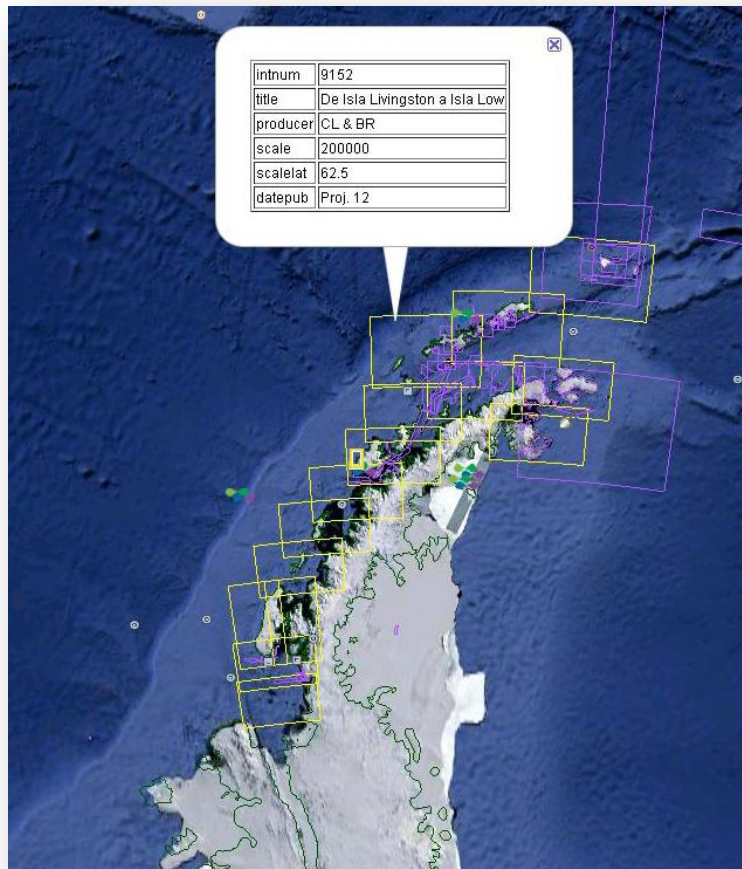 intnum 9152
title De Isla Livingston a Isla Low
producer CL & BR
scale 200000
scalelat 62.5
datepub Proj. 12